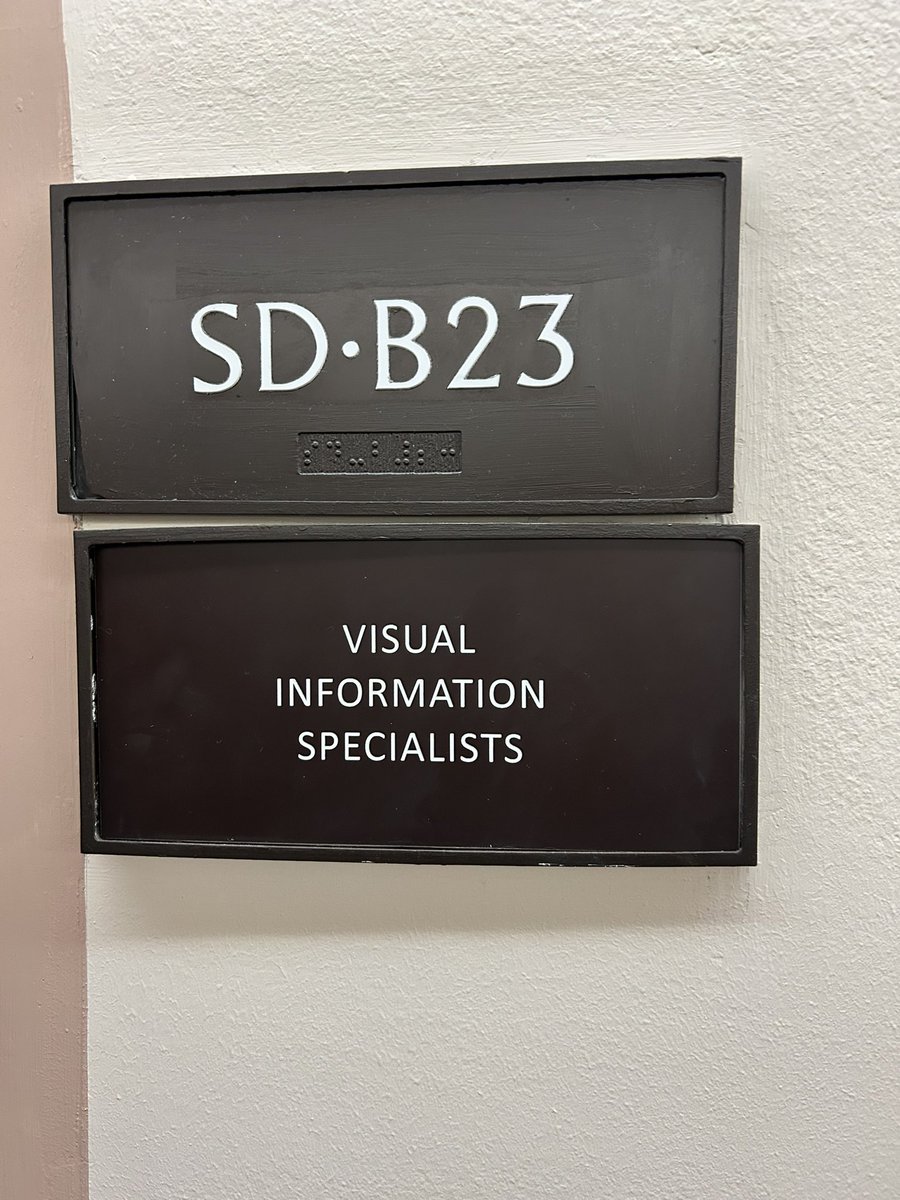 SD·B23
VISUAL
INFORMATION
SPECIALISTS